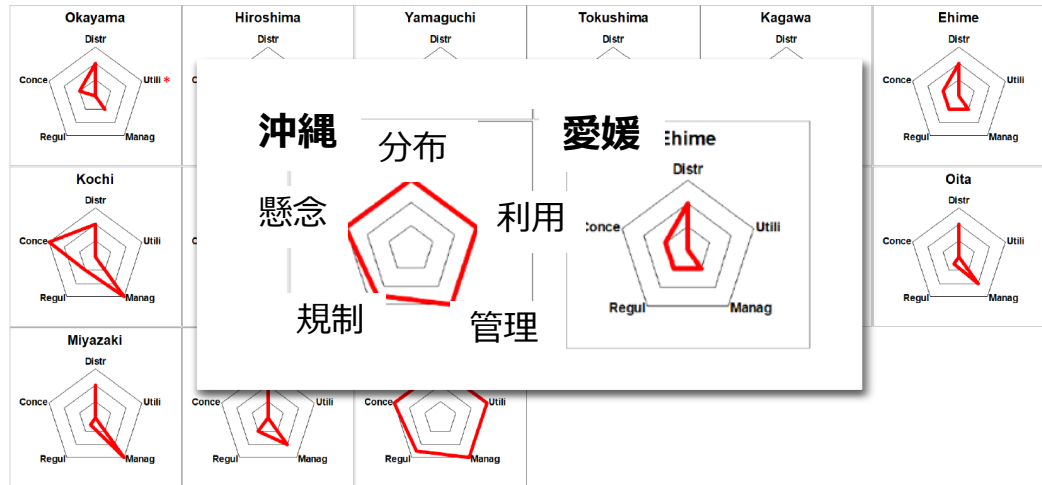 Okayama
Hiroshima
Yamaguchi
Tokushima
Kagawa
Ehime
Distr
Distr
Distr
Distr
Distr
Distr
Conce
Utili *
Conce
Utili
Regul
Manag
Regul
Manag
沖縄
愛媛
Ehime
分布
Distr
懸念
利用
Conce
Utili
規制
管理
Regul
Manag
Kochi
Oita
Distr
Distr
Conce
Utili
Conce
Utili
Regul
Manag
Regul
Manag
Miyazaki
Distr
Conce
Utili
Conce
Utili
Conce
Utili
Regul
Manag
Regul
Manag
Regul
Manag